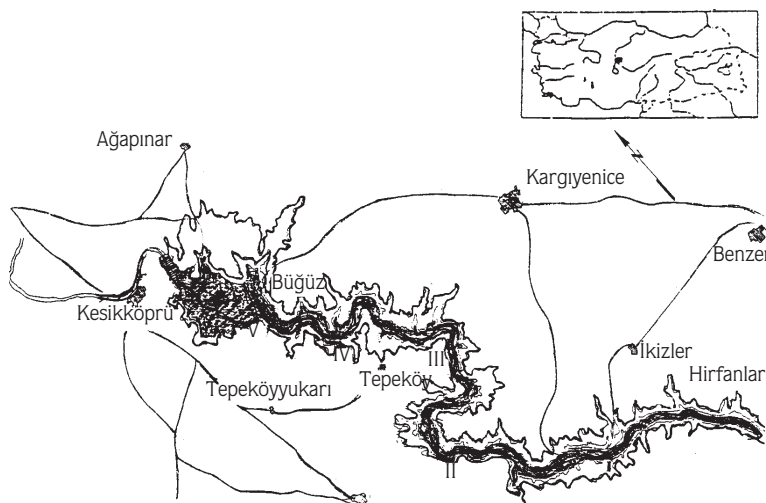 Ağapınar
N
Kargıyenice
Benzer
Büğüz
Kesikköprü
V
IV
III
İkizler
Tepeköyyukarı
Tepeköy
Hirfanlar
II
I